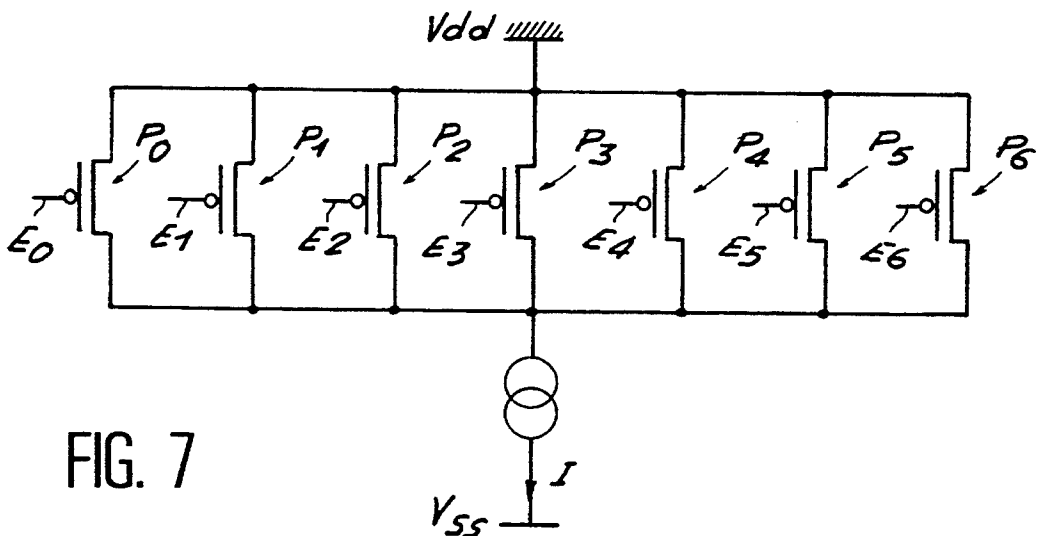 Vdd
P0 P1 P2 P3 P4 P5 P6
E0 E1 E2 E3 E4 E5 E6
FIG. 7
I
Vss